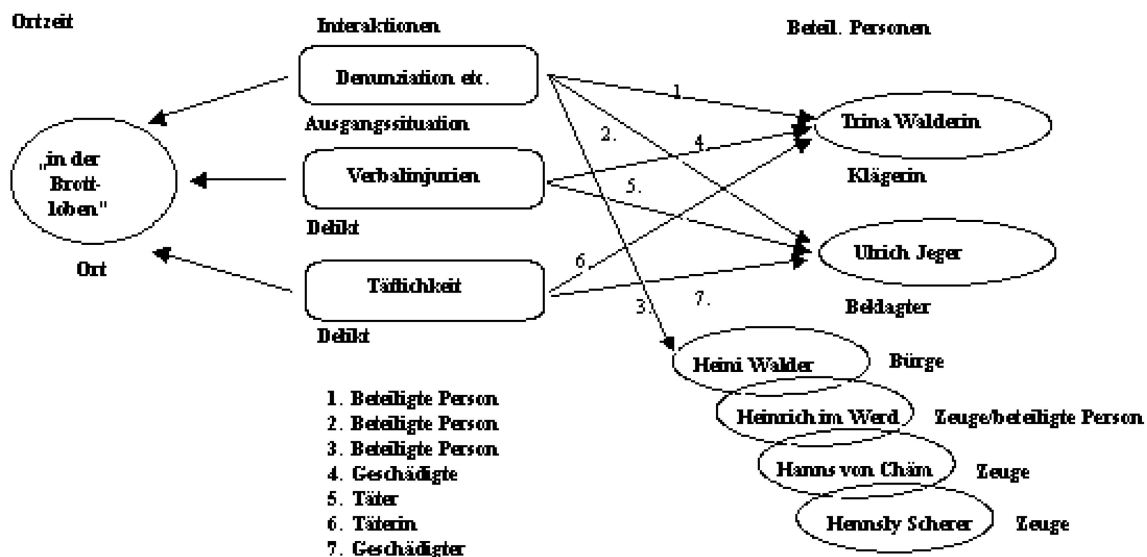 Ortzeit
Interaktionen
Beteil. Personen
Denunziation etc.
Ausgangssituation
„in der
Brott-
loben“
Ort
Verbalinjurien
Delikt
Tätlichkeit
Delikt
1.
2.
4.
5.
6.
3.
7.
Trina Walderin
Klägerin
Ulrich Jeger
Beklagter
Heini Walder
Bürge
Heinrich im Werd
Zeuge/beteiligte Person
Hanns von Chäm
Zeuge
Hennsly Scherer
Zeuge
1. Beteiligte Person
2. Beteiligte Person
3. Beteiligte Person
4. Geschädigte
5. Täter
6. Täterin
7. Geschädigter